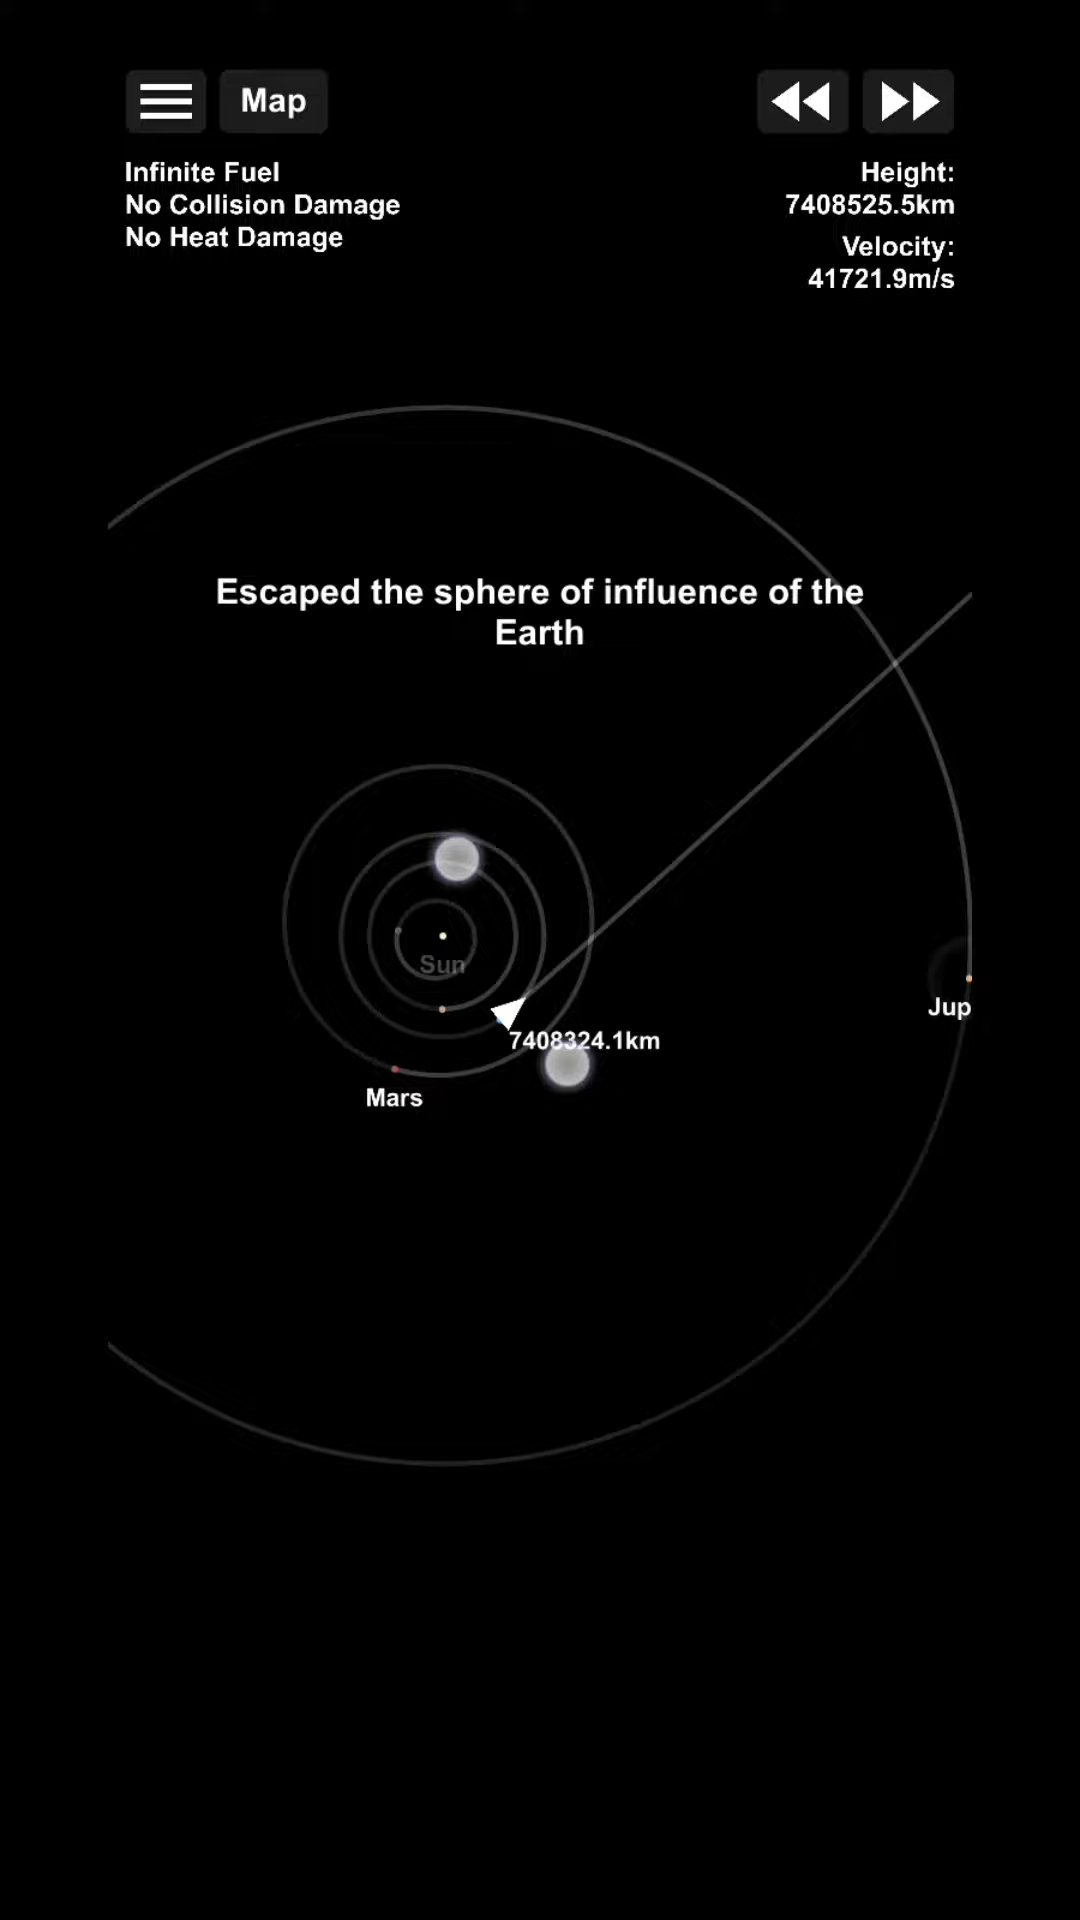 Map
Infinite Fuel
No Collision Damage
No Heat Damage
Height:
7408525.5km
Velocity:
41721.9m/s
Escaped the sphere of influence of the
Earth
Sun
Jup
7408324.1km
Mars